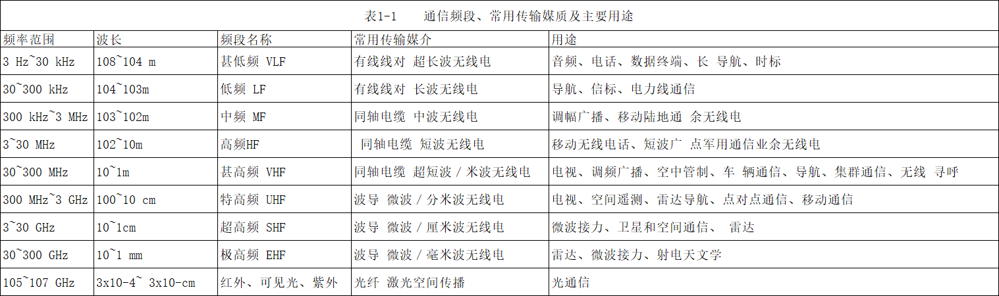 表1-1 通信频段、常用传输媒质及主要用途
频率范围 波长 频段名称 常用传输媒介 用途
3 Hz~30 kHz 108~104 m 甚低频 VLF 有线线对 超长波无线电 音频、电话、数据终端、长 导航、时标
30~300 kHz 104~103m 低频 LF 有线线对 长波无线电 导航、信标、电力线通信
300 kHz~3 MHz 103~102m 中频 MF 同轴电缆 中波无线电 调幅广播、移动陆地通 余无线电
3~30 MHz 102~10m 高频HF 同轴电缆 短波无线电 移动无线电话、短波广 点军用通信业余无线电
30~300 MHz 10~1m 甚高频 VHF 同轴电缆 超短波/米波无线电 电视、调频广播、空中管制、车 辆通信、导航、集群通信、无线 寻呼
300 MHz~3 GHz 100~10 cm 特高频 UHF 波导 微波/分米波无线电 电视、空间遥测、雷达导航、点对点通信、移动通信
3~30 GHz 10~1cm 超高频 SHF 波导 微波/厘米波无线电 微波接力、卫星和空间通信、 雷达
30~300 GHz 10~1 mm 极高频 EHF 波导 微波/毫米波无线电 雷达、微波接力、射电天文学
105~107 GHz 3x10-4~ 3x10-cm 红外、可见光、紫外 光纤 激光空间传播 光通信